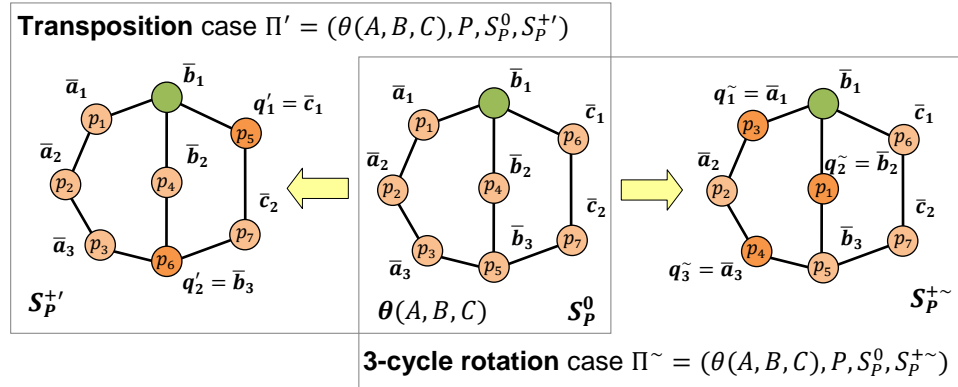 Transposition case Π′ = (θ(A, B, C), P, S_P^0, S_P^{+′})
b̄₁
ā₁
q′₁ = c̄₁
p₁
p₅
ā₂
b̄₂
p₂
p₄
c̄₂
ā₃
p₃
p₇
p₆
q′₂ = b̄₃
S_P^{+′}
b̄₁
ā₁
c̄₁
p₁
p₆
ā₂
b̄₂
p₂
p₄
c̄₂
b̄₃
p₃
p₇
ā₃
p₅
θ(A, B, C)
S_P^0
q₁˜ = ā₁
b̄₁
c̄₁
p₃
p₆
ā₂
q₂˜ = b̄₂
p₂
p₁
c̄₂
b̄₃
p₄
p₇
q₃˜ = ā₃
p₅
S_P^{+~}
3-cycle rotation case Π˜ = (θ(A, B, C), P, S_P^0, S_P^{+~})